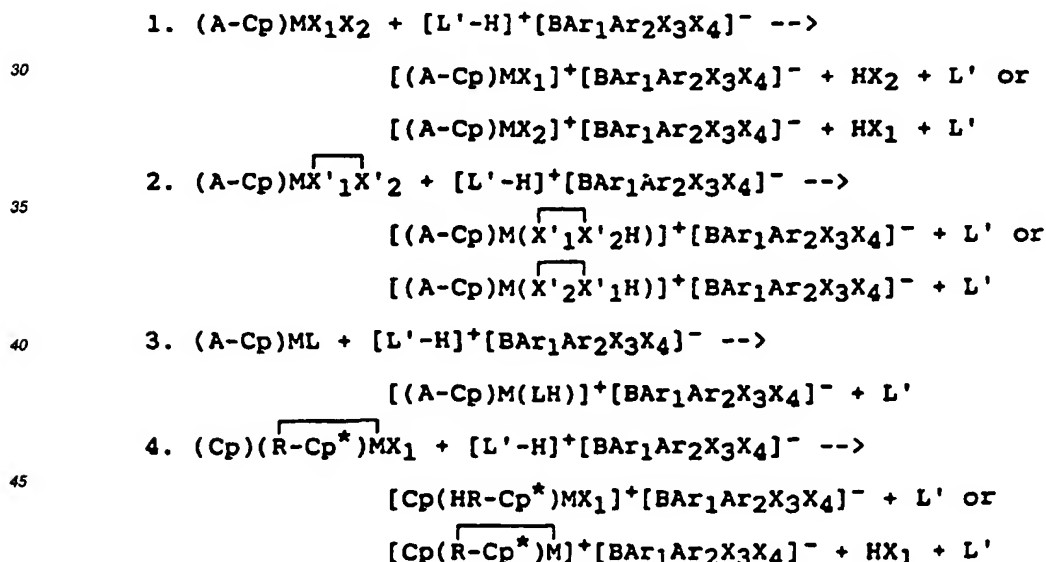 1. (A-Cp)MX1X2 + [L'-H]+[BAr1Ar2X3X4]- -->
30
[(A-Cp)MX1]+[BAr1Ar2X3X4]- + HX2 + L' or
[(A-Cp)MX2]+[BAr1Ar2X3X4]- + HX1 + L'
2. (A-Cp)MX'1X'2 + [L'-H]+[BAr1Ar2X3X4]- -->
35
[(A-Cp)M(X'1X'2H)]+[BAr1Ar2X3X4]- + L' or
[(A-Cp)M(X'2X'1H)]+[BAr1Ar2X3X4]- + L'
40
3. (A-Cp)ML + [L'-H]+[BAr1Ar2X3X4]- -->
[(A-Cp)M(LH)]+[BAr1Ar2X3X4]- + L'
4. (Cp)(R-Cp*)MX1 + [L'-H]+[BAr1Ar2X3X4]- -->
45
[Cp(HR-Cp*)MX1]+[BAr1Ar2X3X4]- + L' or
[Cp(R-Cp*)M]+[BAr1Ar2X3X4]- + HX1 + L'